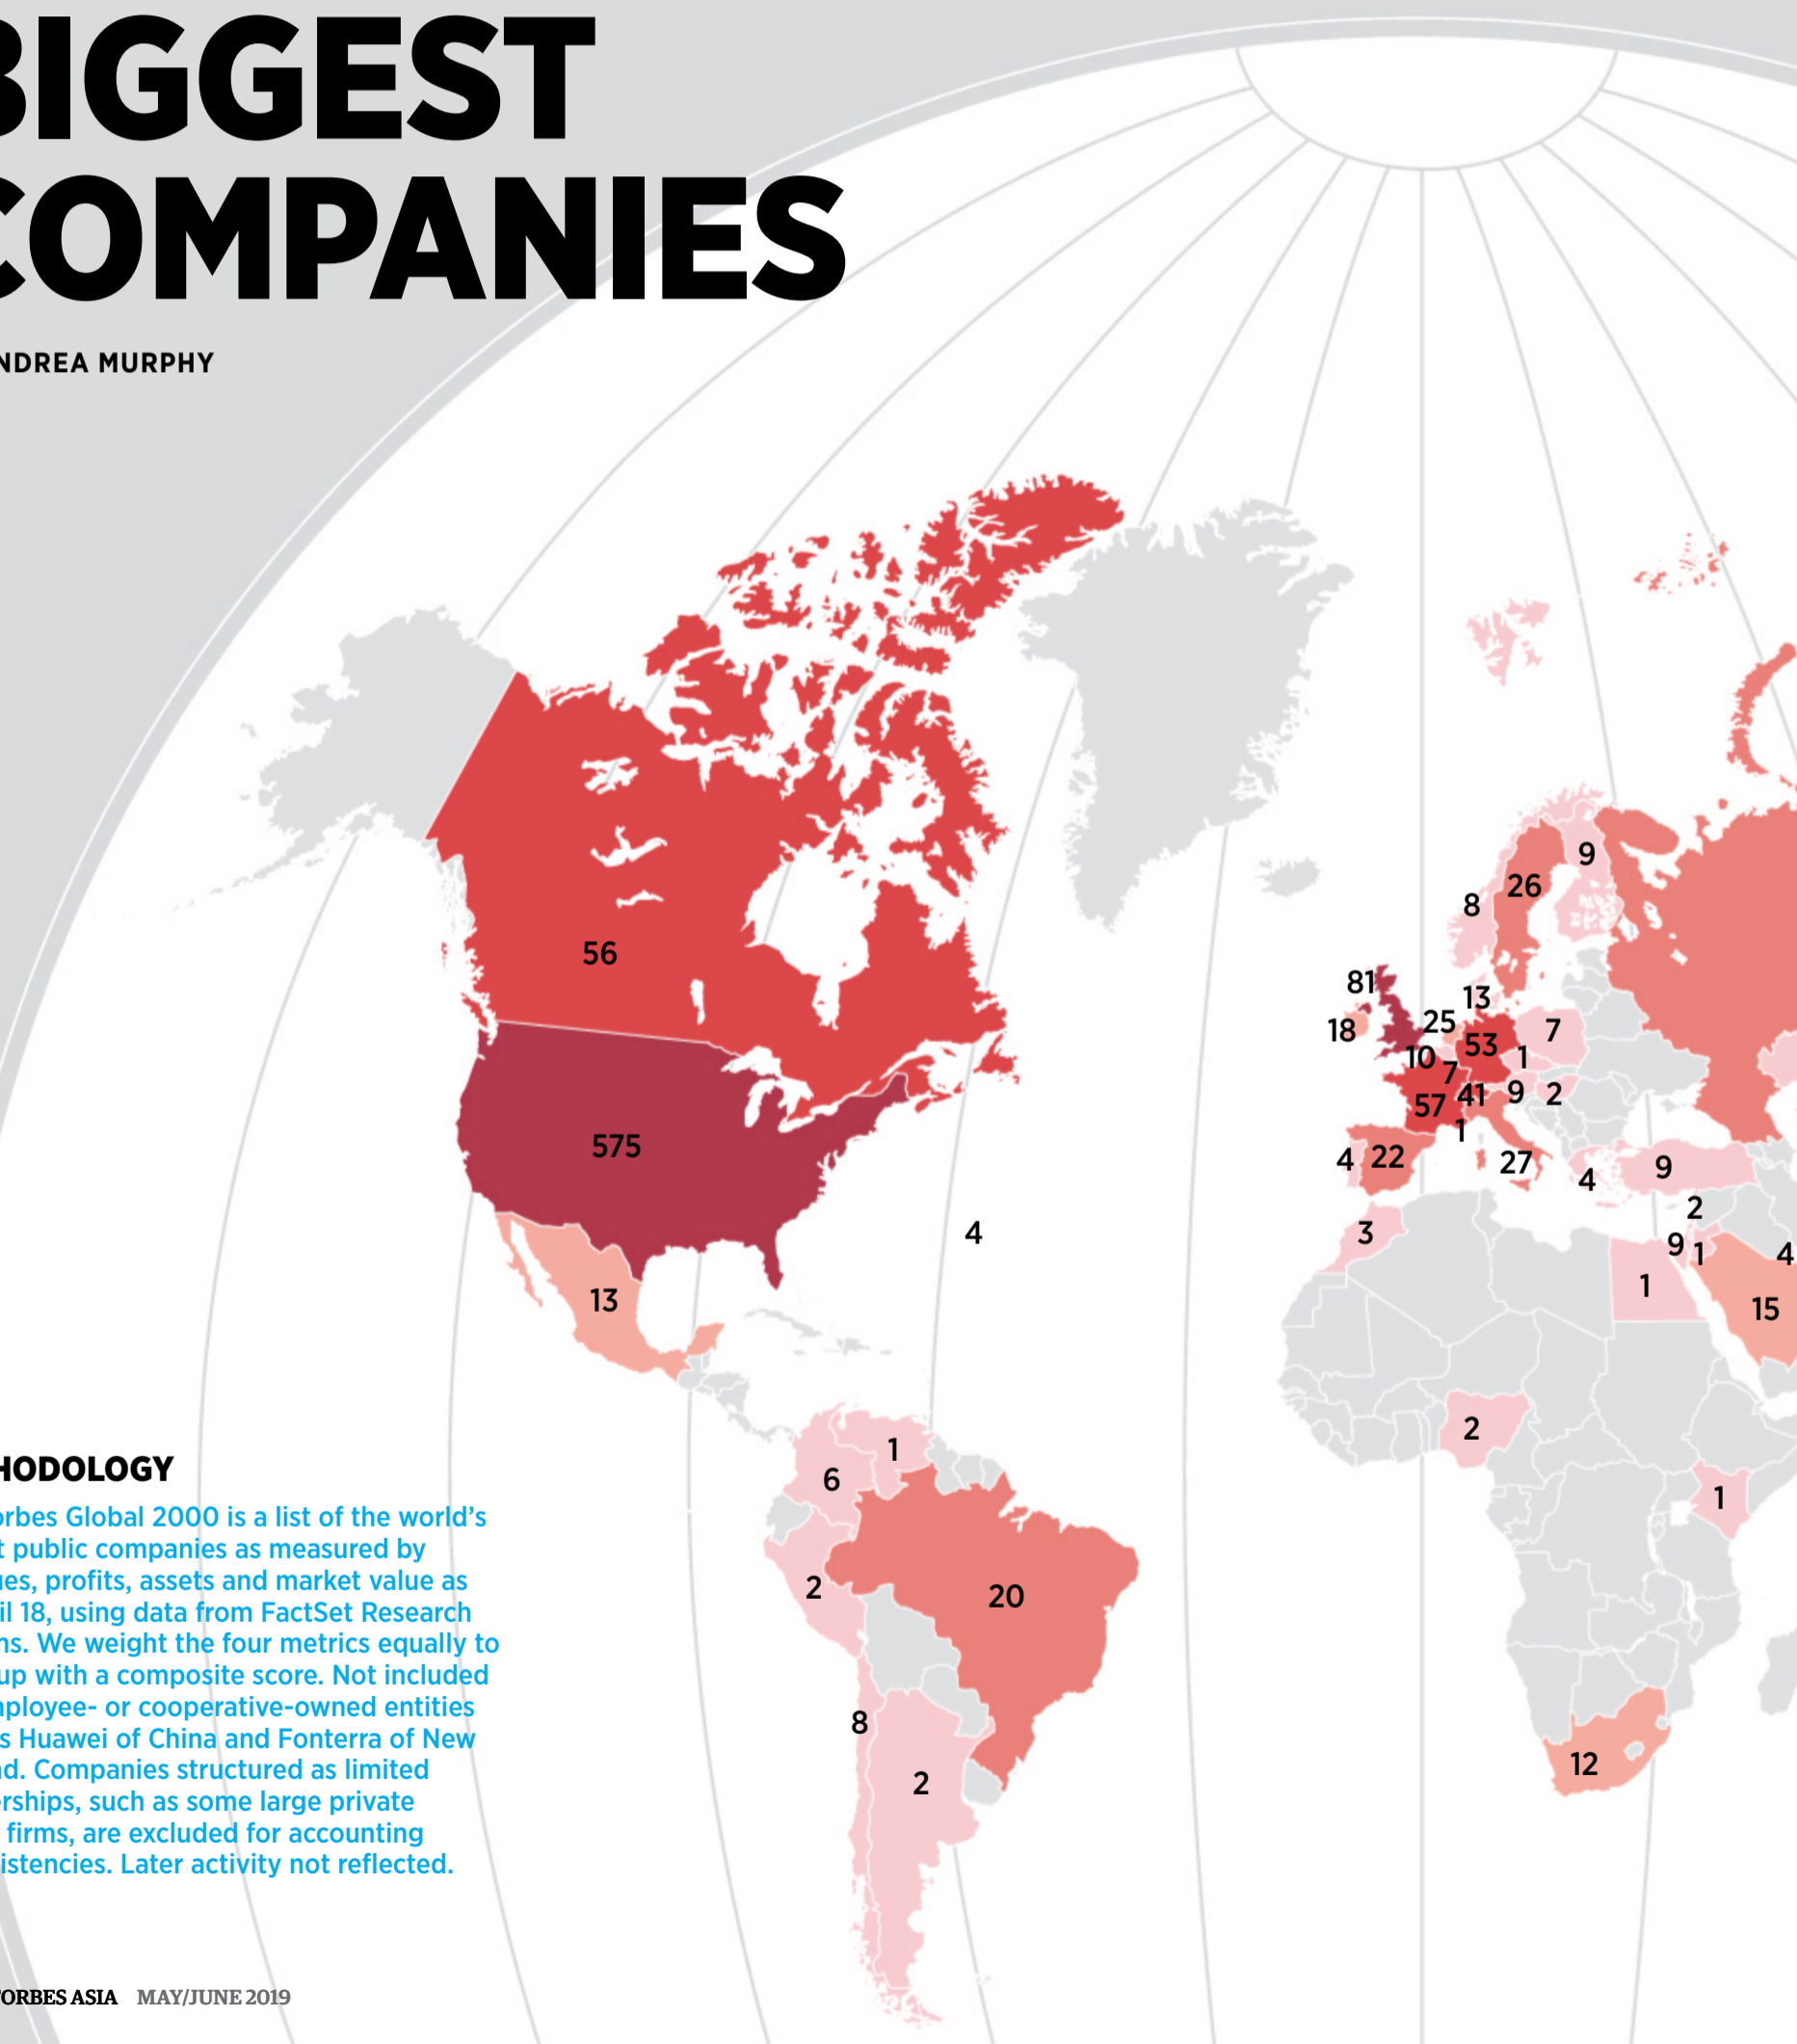 BIGGEST
COMPANIES
NDREA MURPHY
9
26
8
56
81
13
25
18
7
53
10
1
7
41
9
2
57
1
575
4
22
27
9
4
2
3
4
9
1
4
1
13
15
2
1
6
1
2
20
8
12
2
HODOLOGY
orbes Global 2000 is a list of the world's
t public companies as measured by
ues, profits, assets and market value as
il 18, using data from FactSet Research
ns. We weight the four metrics equally to
up with a composite score. Not included
mployee- or cooperative-owned entities
s Huawei of China and Fonterra of New
nd. Companies structured as limited
erships, such as some large private
firms, are excluded for accounting
istencies. Later activity not reflected.
FORBES ASIA MAY/JUNE 2019